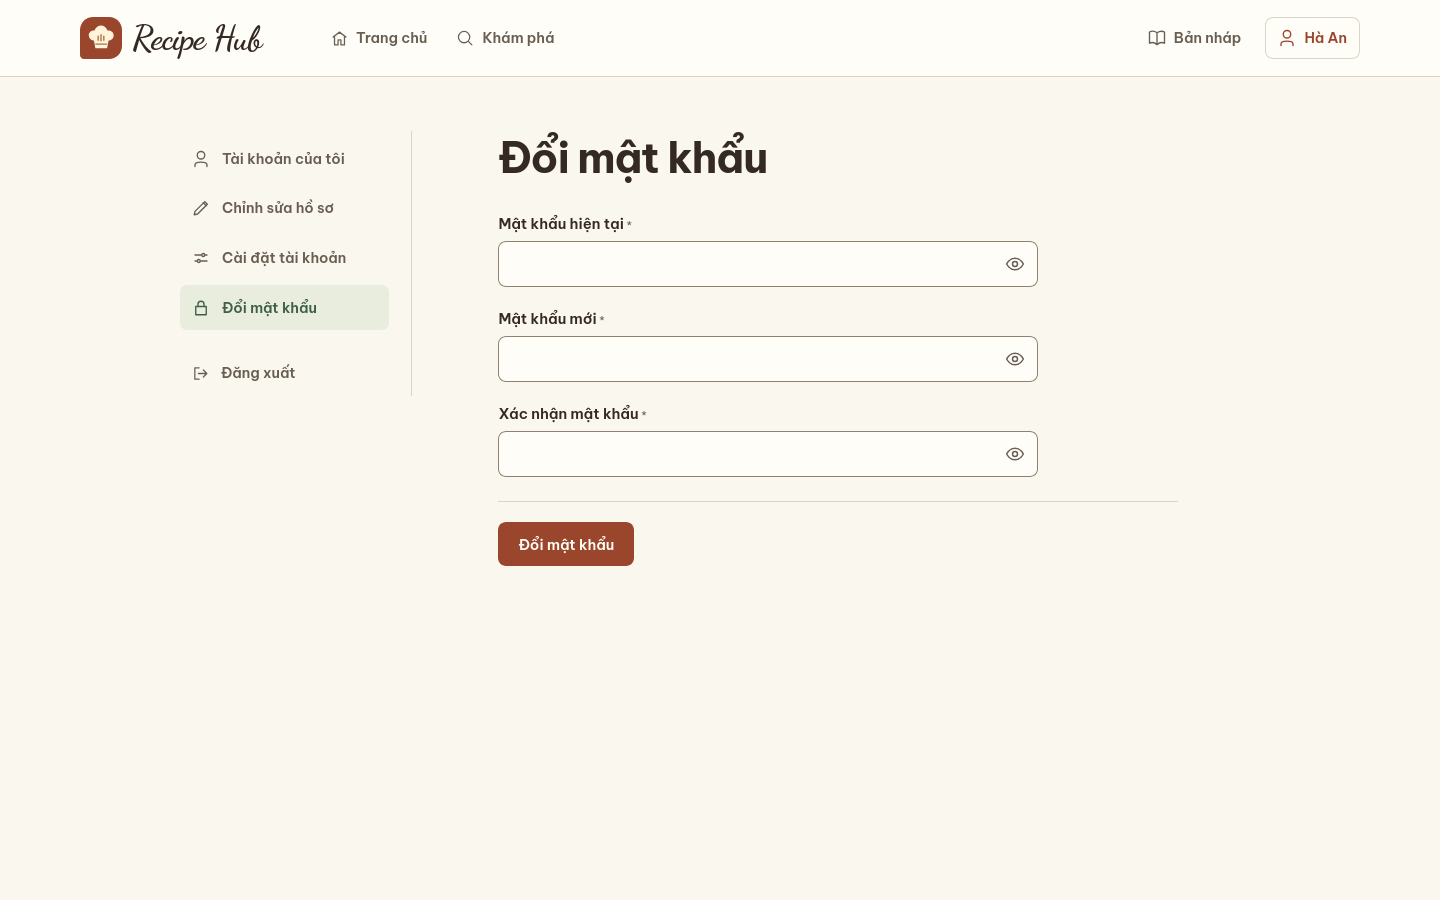 Recipe Hub
Trang chủ
Khám phá
Bản nháp
Hà An
Tài khoản của tôi
Chỉnh sửa hồ sơ
Cài đặt tài khoản
Đổi mật khẩu
Đăng xuất
Đổi mật khẩu
Mật khẩu hiện tại *
Mật khẩu mới *
Xác nhận mật khẩu *
Đổi mật khẩu